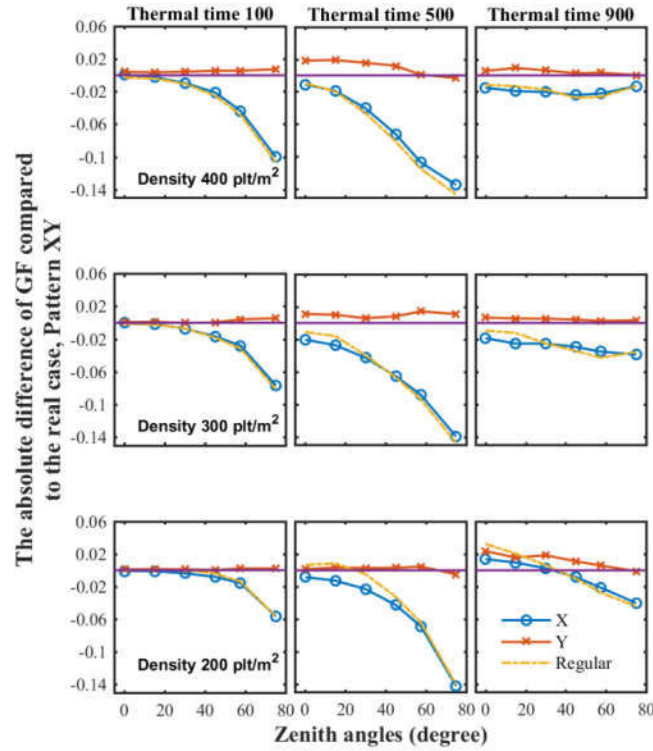 Thermal time 100 Thermal time 500 Thermal time 900
The absolute difference of GF compared
to the real case, Pattern XY
0.06
0.02
-0.02
-0.06
-0.1
-0.14
Density 400 plt/m²
0.06
0.02
-0.02
-0.06
-0.1
-0.14
Density 300 plt/m²
0.06
0.02
-0.02
-0.06
-0.1
-0.14
Density 200 plt/m²
X
Y
Regular
0 20 40 60 80 0 20 40 60 80 0 20 40 60 80
Zenith angles (degree)